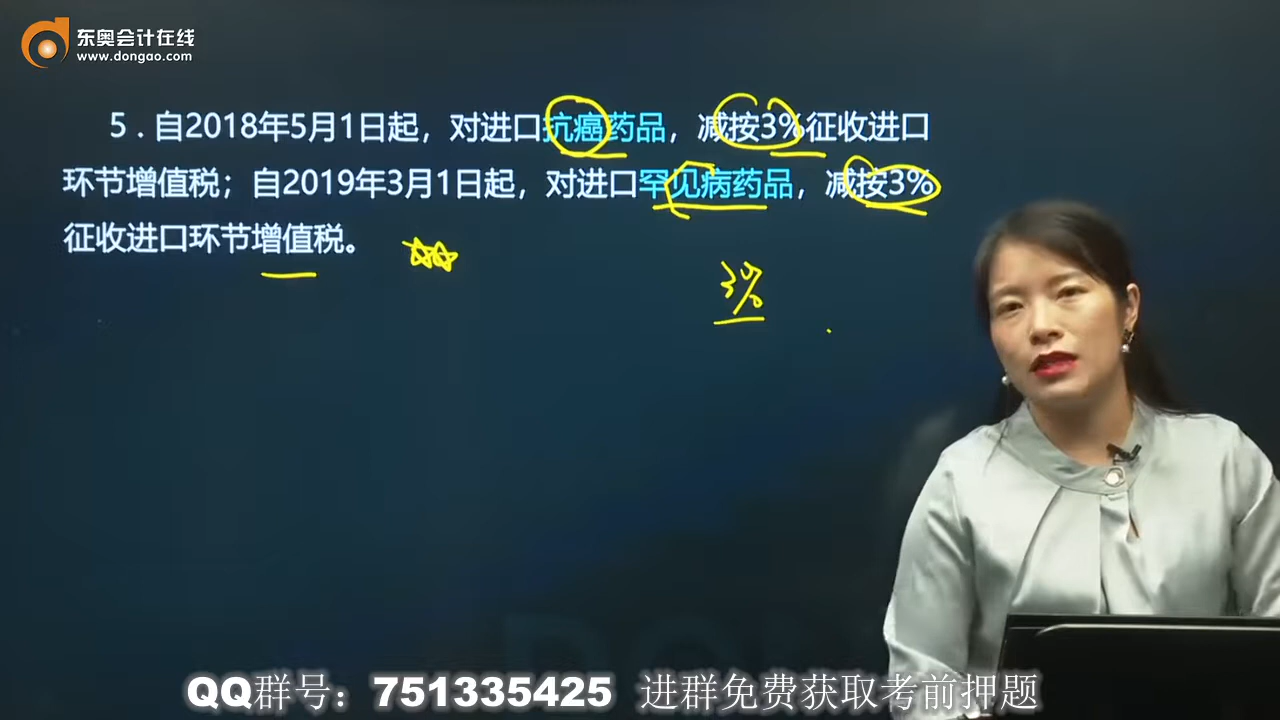 东奥会计在线
www.dongao.com
5.自2018年5月1日起，对进口抗癌药品，减按3%征收进口
环节增值税；自2019年3月1日起，对进口罕见病药品，减按3%
征收进口环节增值税。
3%
QQ群号：751335425 进群免费获取考前押题